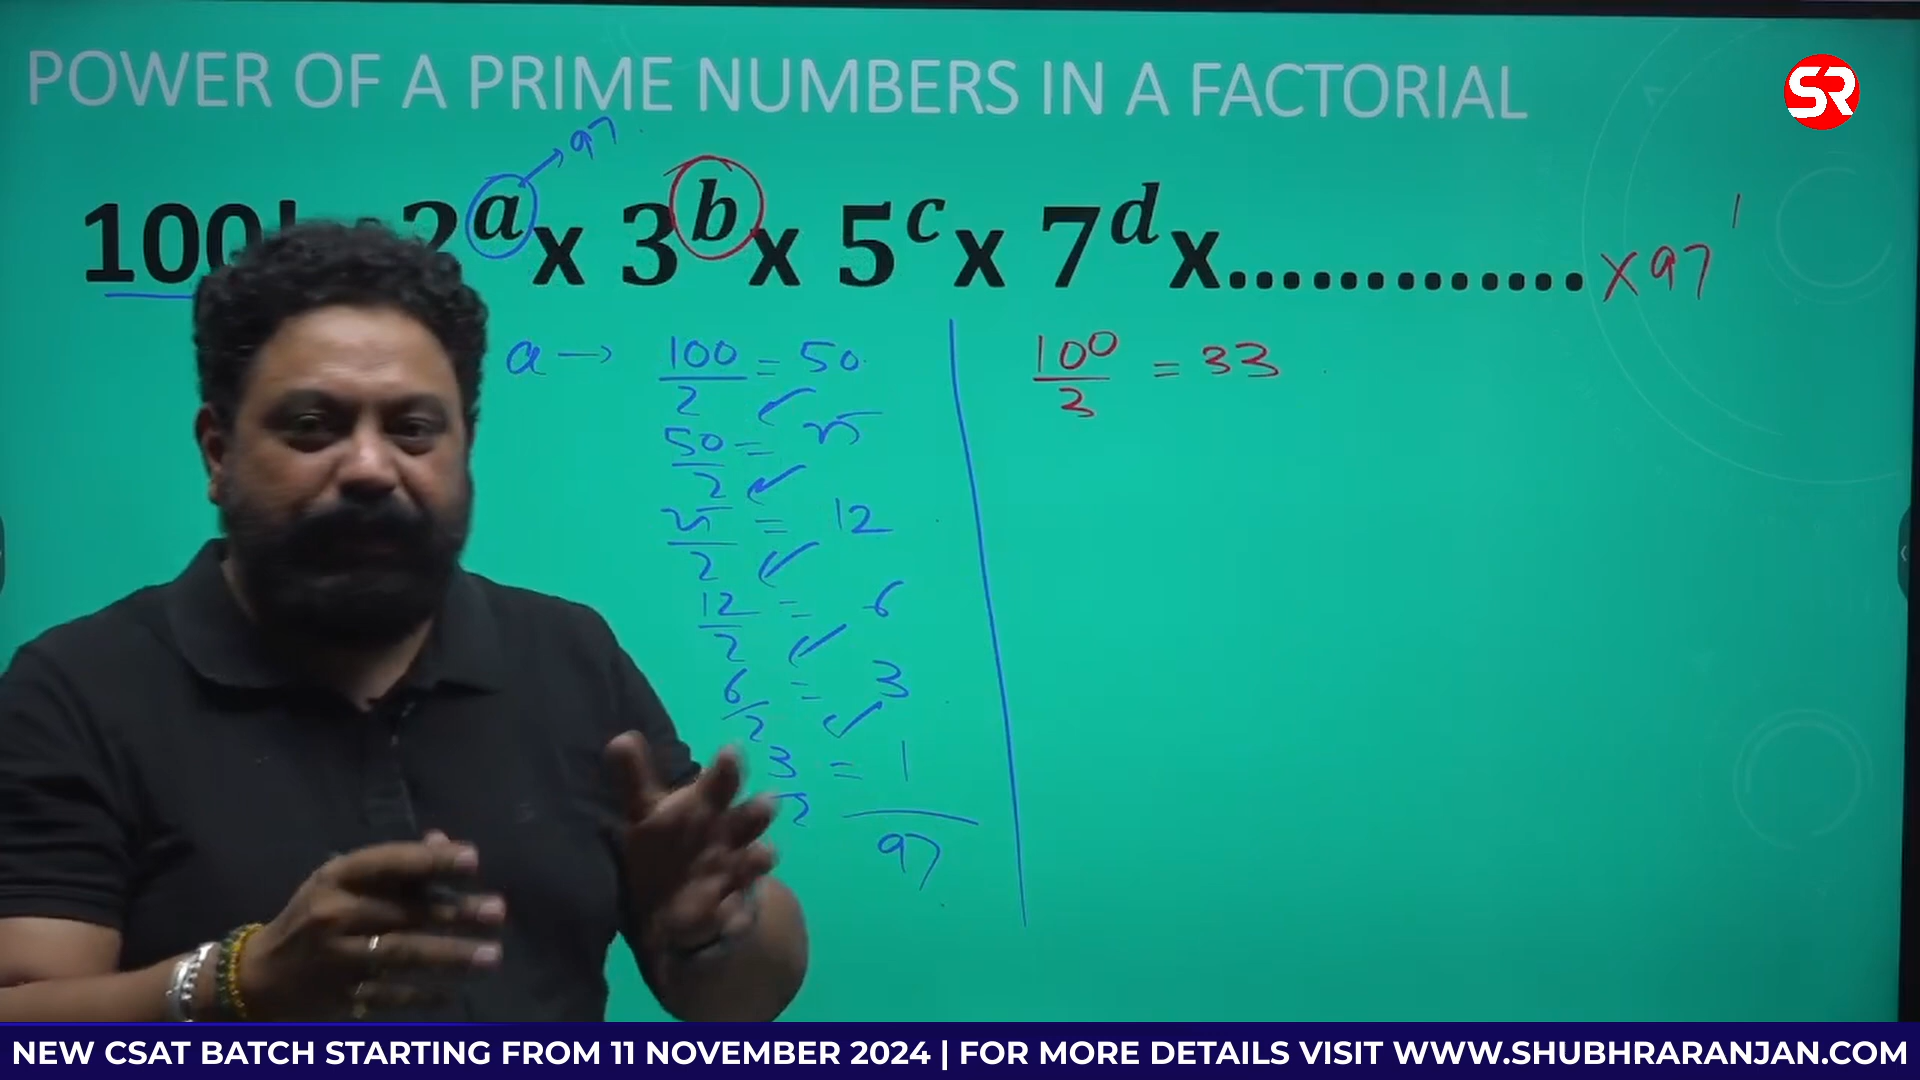 POWER OF A PRIME NUMBERS IN A FACTORIAL
SR
97
100! = 2^a x 3^b x 5^c x 7^d x............. x 97^1
a → 100/2 = 50
50/2 = 25
25/2 = 12
12/2 = 6
6/2 = 3
3/2 = 1
97
100/3 = 33
NEW CSAT BATCH STARTING FROM 11 NOVEMBER 2024 | FOR MORE DETAILS VISIT WWW.SHUBHRARANJAN.COM